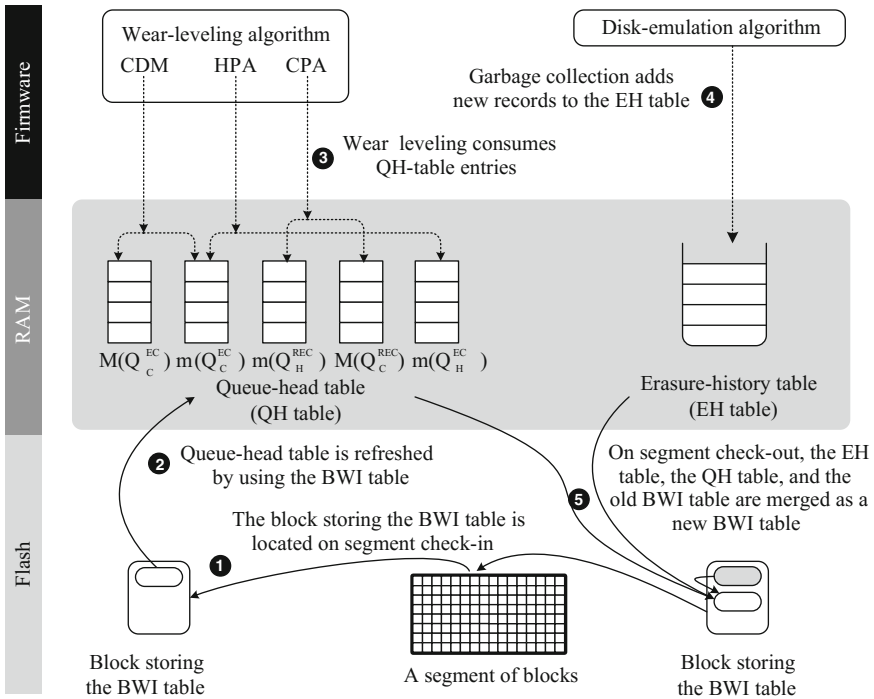 Firmware
Wear-leveling algorithm
CDM HPA CPA
Disk-emulation algorithm
Garbage collection adds
new records to the EH table
4
3
Wear leveling consumes
QH-table entries
RAM
M(Q EC C) m(Q EC C) m(Q REC H) M(Q REC C) m(Q EC H)
Queue-head table
(QH table)
Erasure-history table
(EH table)
Flash
2
Queue-head table is refreshed
by using the BWI table
5
On segment check-out, the EH
table, the QH table, and the
old BWI table are merged as a
new BWI table
The block storing the BWI table is
located on segment check-in
1
Block storing
the BWI table
A segment of blocks
Block storing
the BWI table